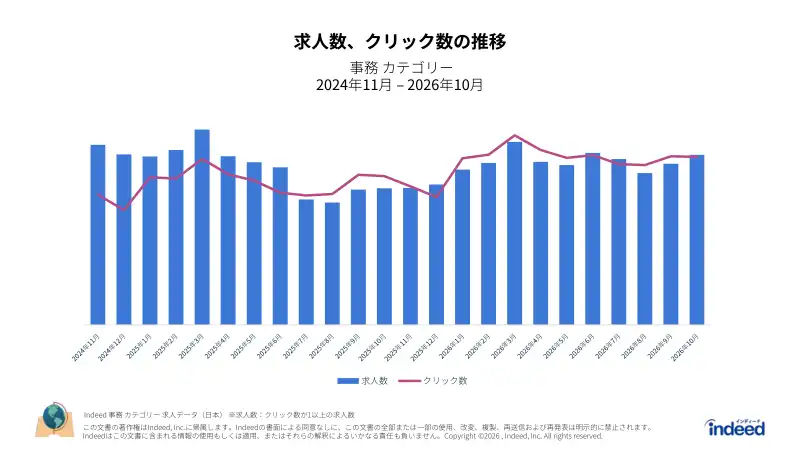 求人数、クリック数の推移
事務 カテゴリー
2024年11月 – 2026年10月
2024年11月
2024年12月
2025年1月
2025年2月
2025年3月
2025年4月
2025年5月
2025年6月
2025年7月
2025年8月
2025年9月
2025年10月
2025年11月
2025年12月
2026年1月
2026年2月
2026年3月
2026年4月
2026年5月
2026年6月
2026年7月
2026年8月
2026年9月
2026年10月
求人数 クリック数
Indeed 事務 カテゴリー 求人データ（日本） ※求人数：クリック数が1以上の求人数
この文書の著作権はIndeed, Inc.に帰属します。Indeedの書面による同意なしに、この文書の全部または一部の使用、改変、複製、再送信および再発表は明示的に禁止されます。
Indeedはこの文書に含まれる情報の使用もしくは適用、またはそれらの解釈によるいかなる責任も負いません。Copyright ©2026 , Indeed, Inc. All rights reserved.
インディード
indeed